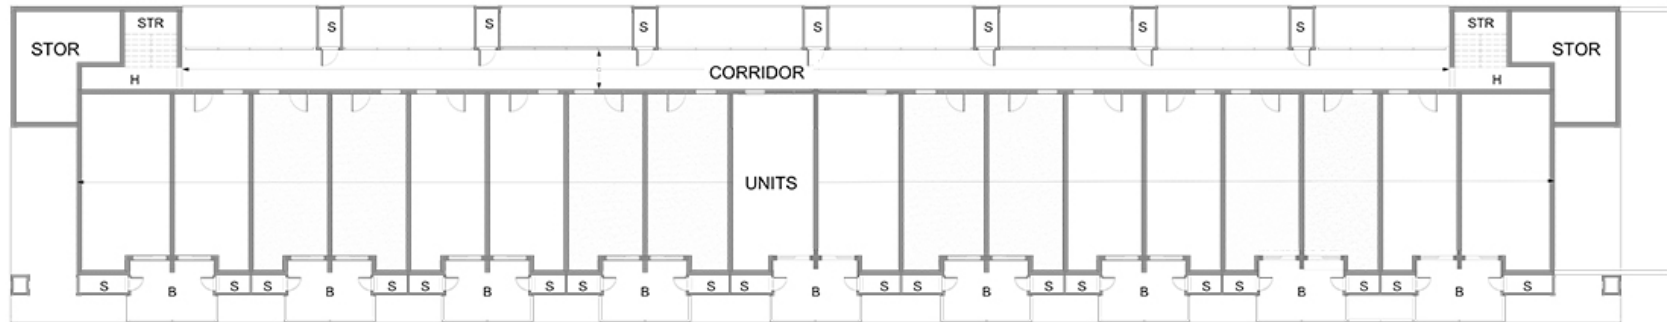 STR S S S S S S S STR
STOR STOR
H CORRIDOR H
UNITS
S B S S B S S B S S B S S B S S B S S B S S B S S B S